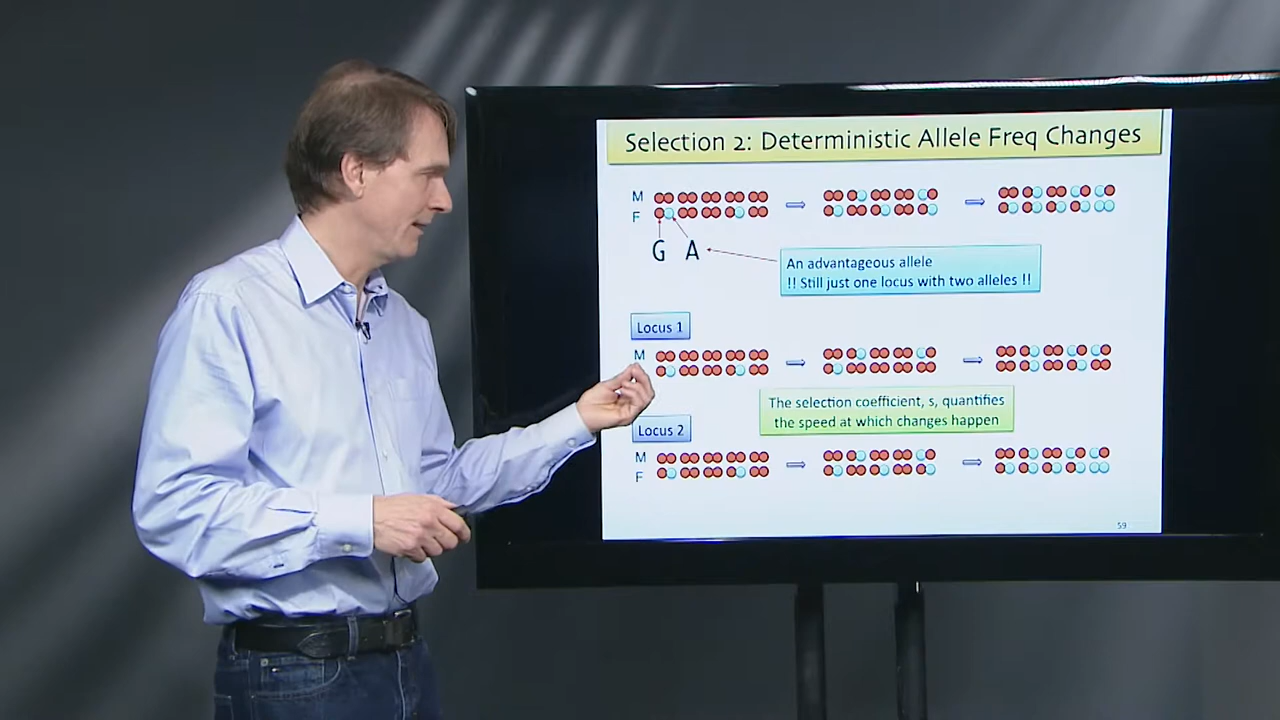 Selection 2: Deterministic Allele Freq Changes
M
F
G A
An advantageous allele
!! Still just one locus with two alleles !!
Locus 1
M
The selection coefficient, s, quantifies
the speed at which changes happen
Locus 2
M
F
59